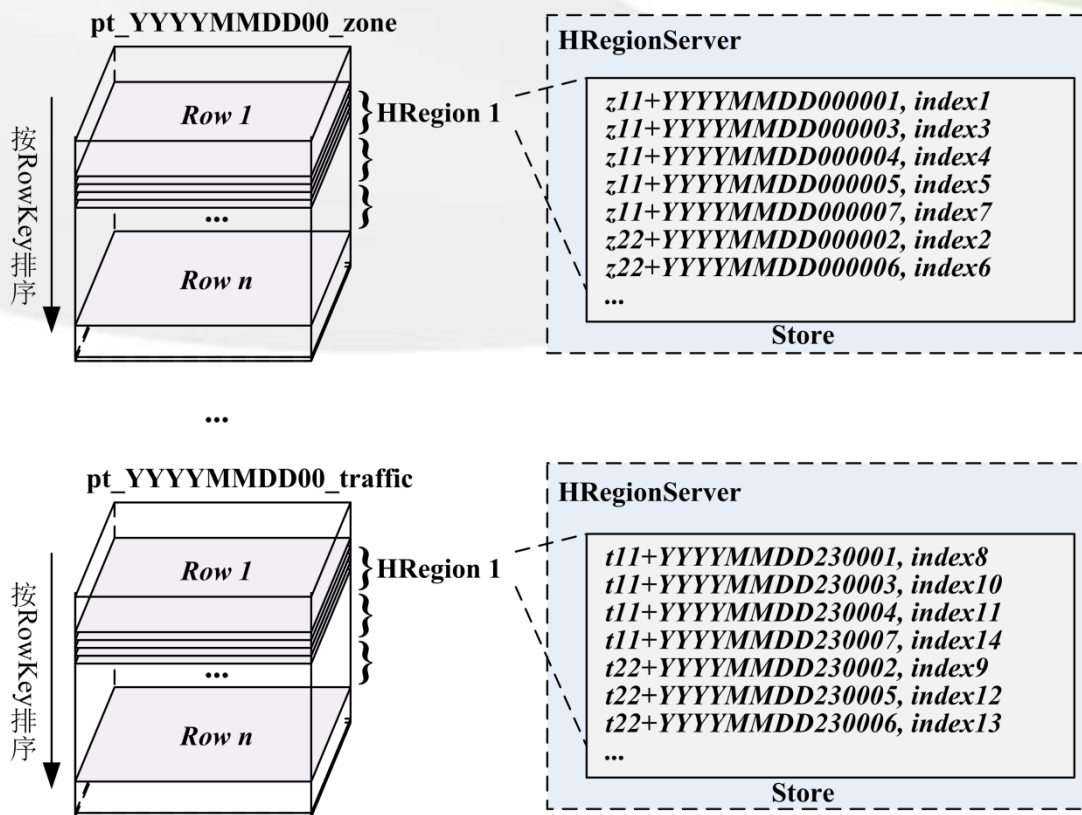 pt_YYYYMMDD00_zone
按RowKey排序
Row 1
...
Row n
HRegion 1
HRegionServer
z11+YYYYMMDD000001, index1
z11+YYYYMMDD000003, index3
z11+YYYYMMDD000004, index4
z11+YYYYMMDD000005, index5
z11+YYYYMMDD000007, index7
z22+YYYYMMDD000002, index2
z22+YYYYMMDD000006, index6
...
Store
...
pt_YYYYMMDD00_traffic
按RowKey排序
Row 1
...
Row n
HRegion 1
HRegionServer
t11+YYYYMMDD230001, index8
t11+YYYYMMDD230003, index10
t11+YYYYMMDD230004, index11
t11+YYYYMMDD230007, index14
t22+YYYYMMDD230002, index9
t22+YYYYMMDD230005, index12
t22+YYYYMMDD230006, index13
...
Store